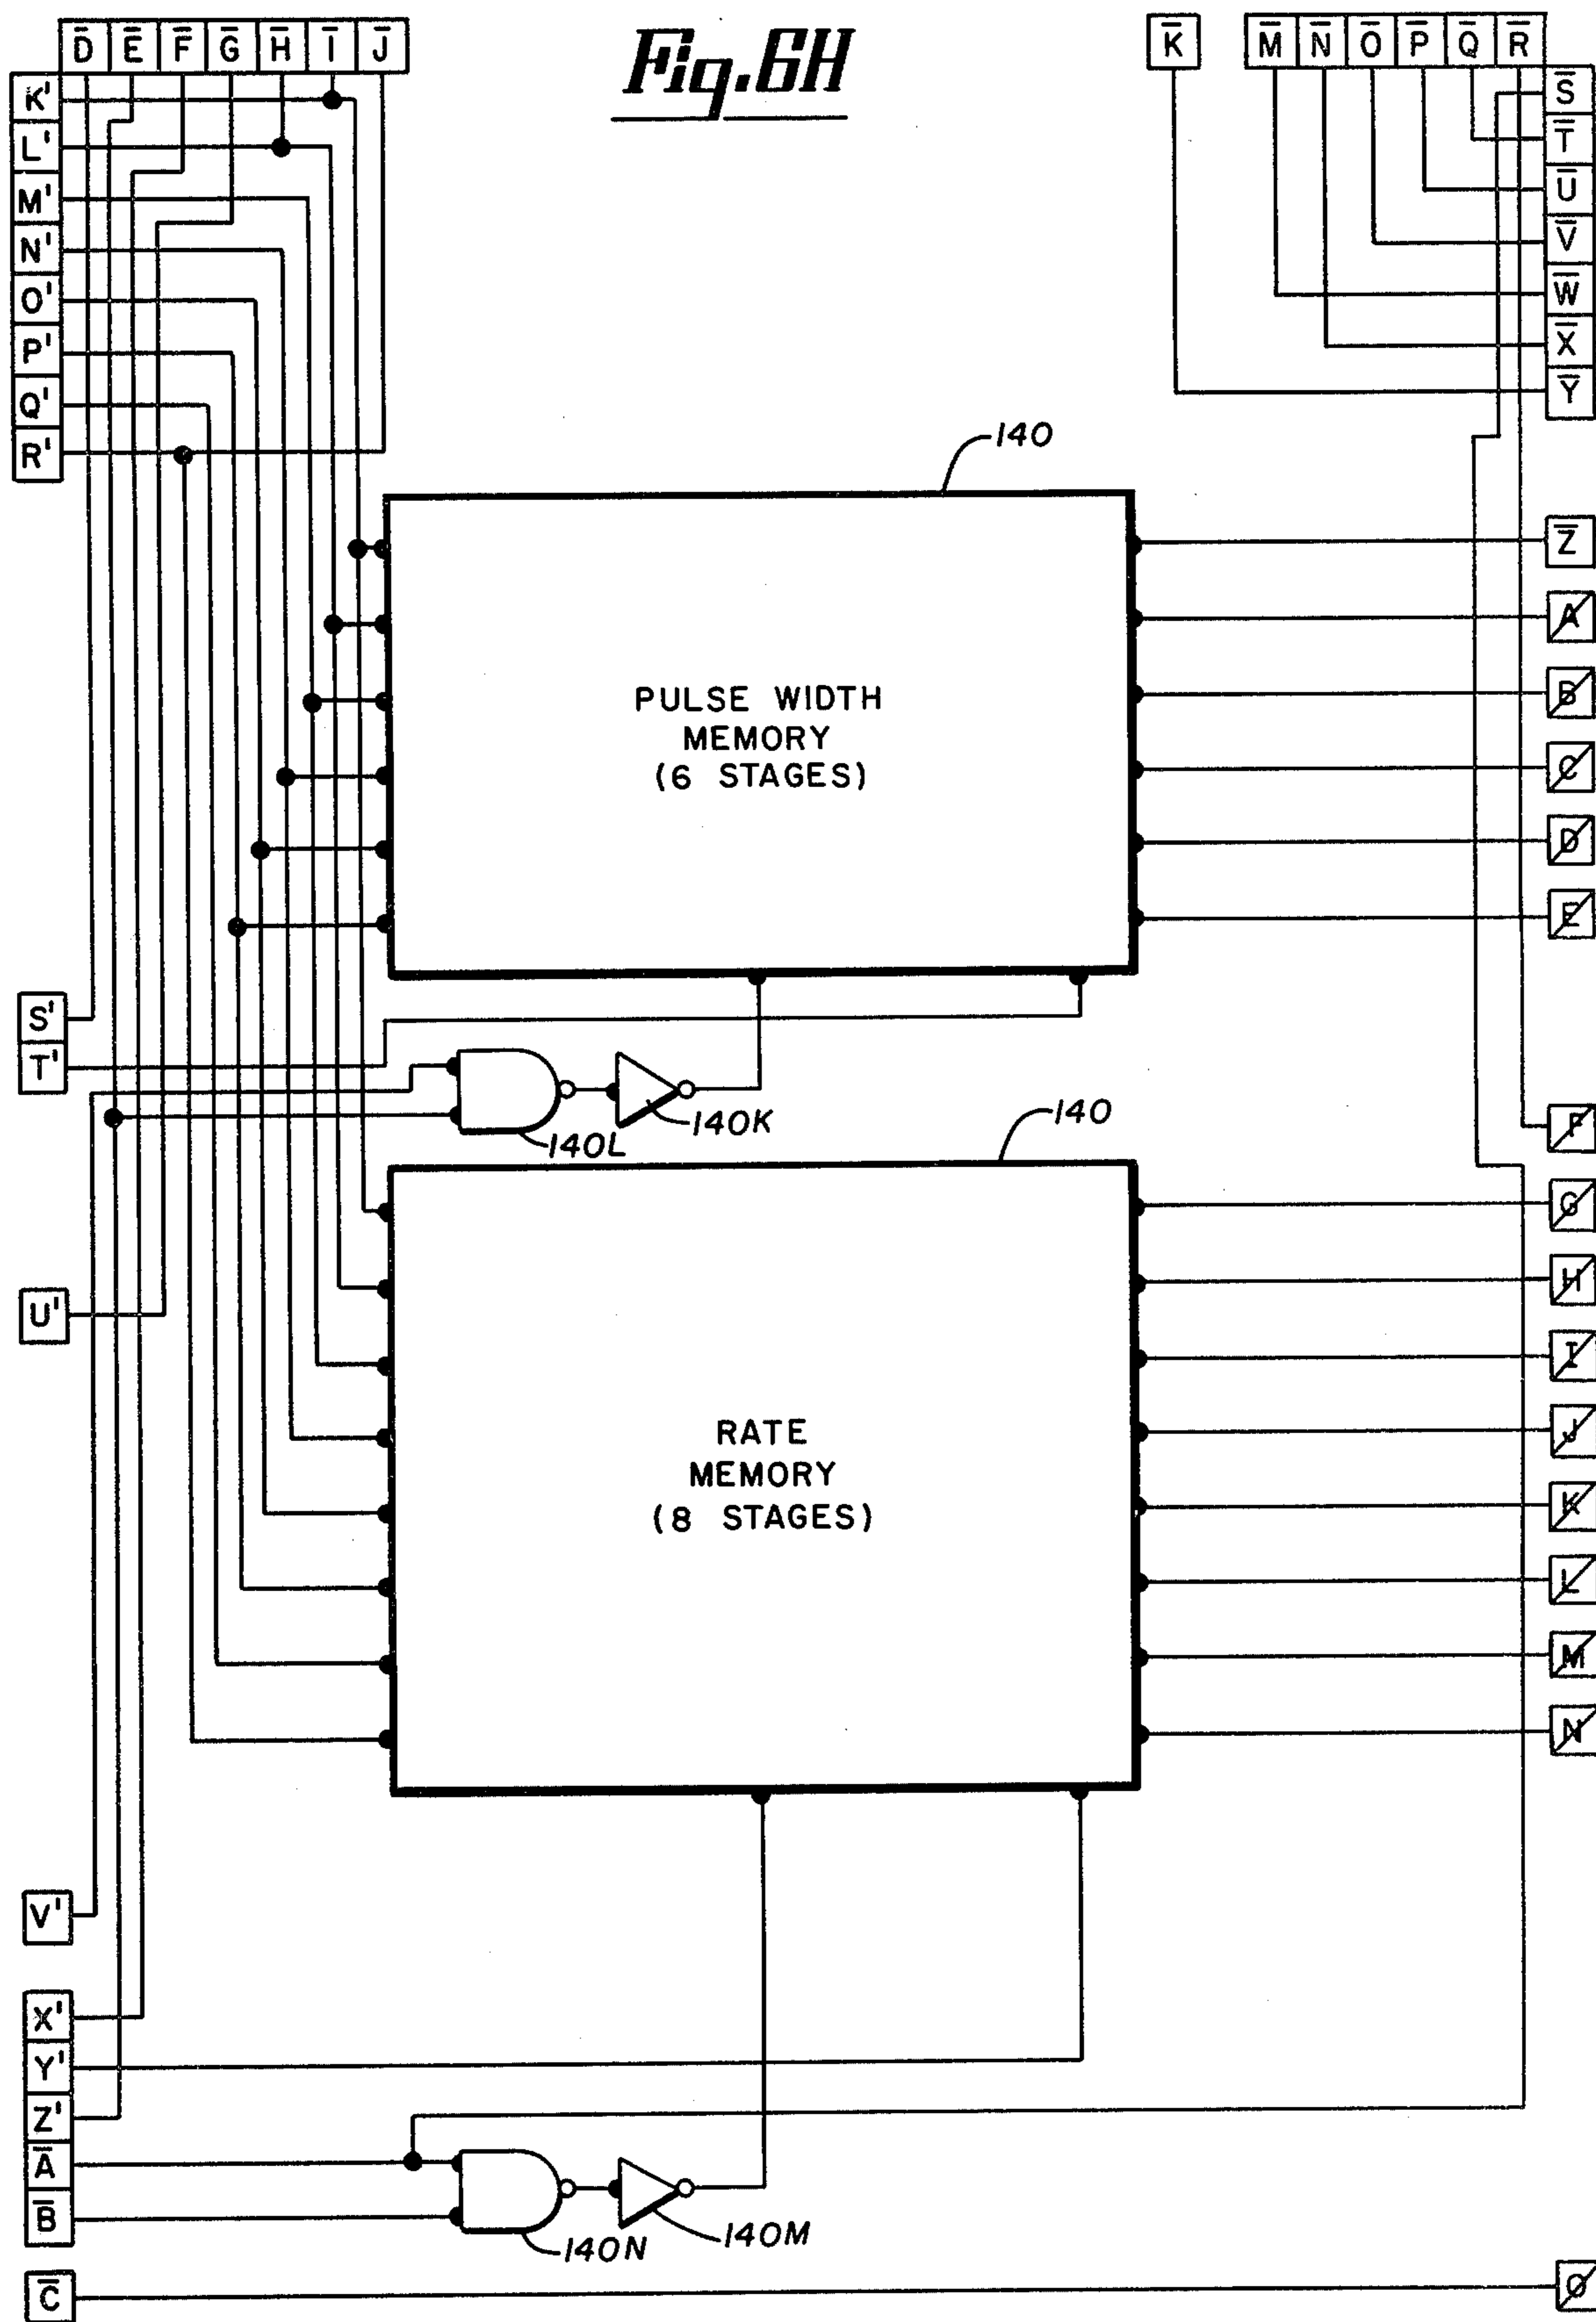 D̅ E̅ F̅ G̅ H̅ I̅ J̅
Fig. 6H
K̅
M̅ N̅ O̅ P̅ Q̅ R̅
K'
L'
M'
N'
O'
P'
Q'
R'
S̅
T̅
U̅
V̅
W̅
X̅
Y̅
140
PULSE WIDTH
MEMORY
(6 STAGES)
Z̅
A̸
B̸
C̸
D̸
E̸
S'
T'
140L
140K
140
F̸
U'
RATE
MEMORY
(8 STAGES)
G̸
H̸
I̸
J̸
K̸
L̸
M̸
N̸
V'
X'
Y'
Z'
A̅
B̅
140N
140M
C̅
O̸